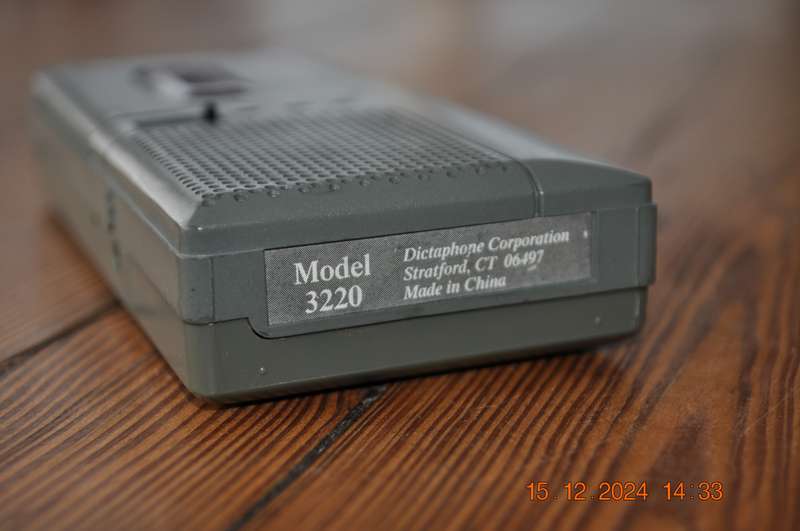 Model
3220
Dictaphone Corporation
Stratford, CT 06497
Made in China
15.12.2024 14:33